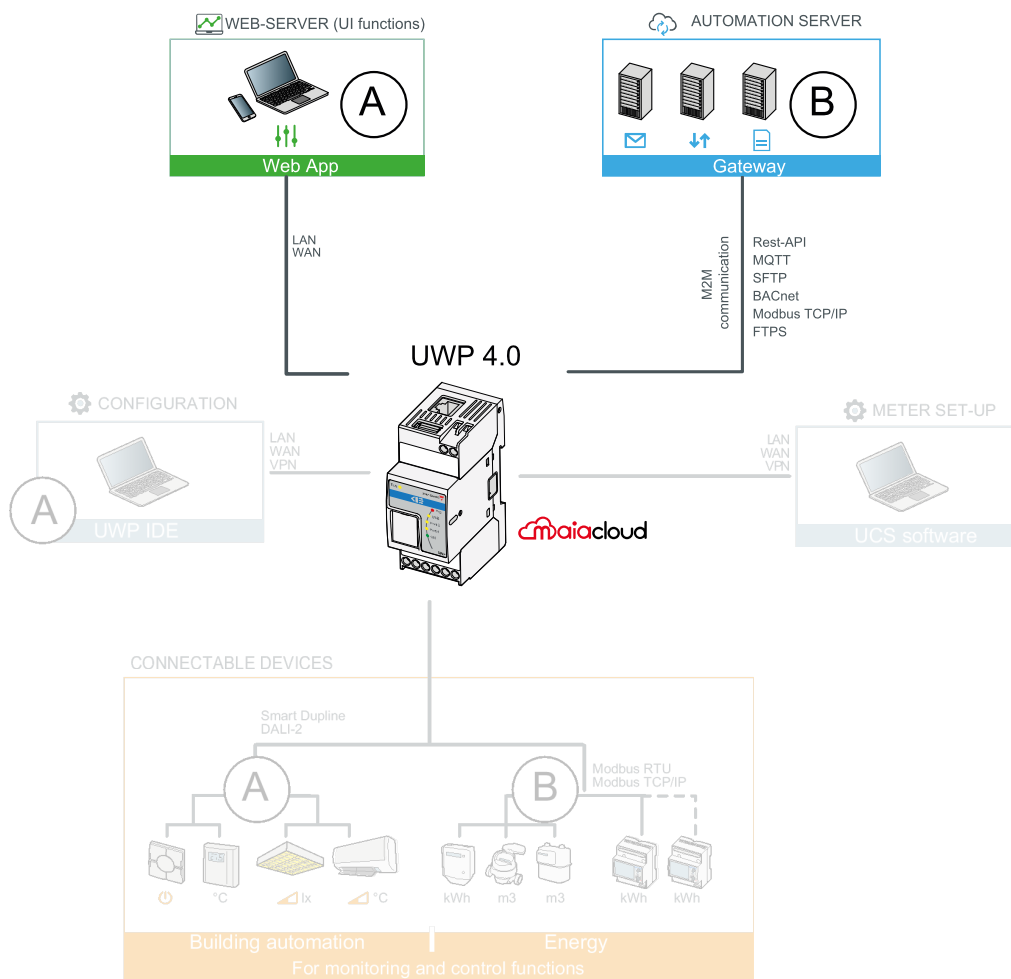 WEB-SERVER (UI functions)
AUTOMATION SERVER
A
B
Web App
Gateway
LAN
WAN
M2M
communication
Rest-API
MQTT
SFTP
BACnet
Modbus TCP/IP
FTPS
UWP 4.0
CONFIGURATION
METER SET-UP
LAN
WAN
VPN
LAN
WAN
VPN
A
UWP IDE
maiacloud
UCS software
CONNECTABLE DEVICES
Smart Dupline
DALI-2
Modbus RTU
Modbus TCP/IP
A
B
°C
lx
°C
kWh
m3
m3
kWh
kWh
Building automation
Energy
For monitoring and control functions